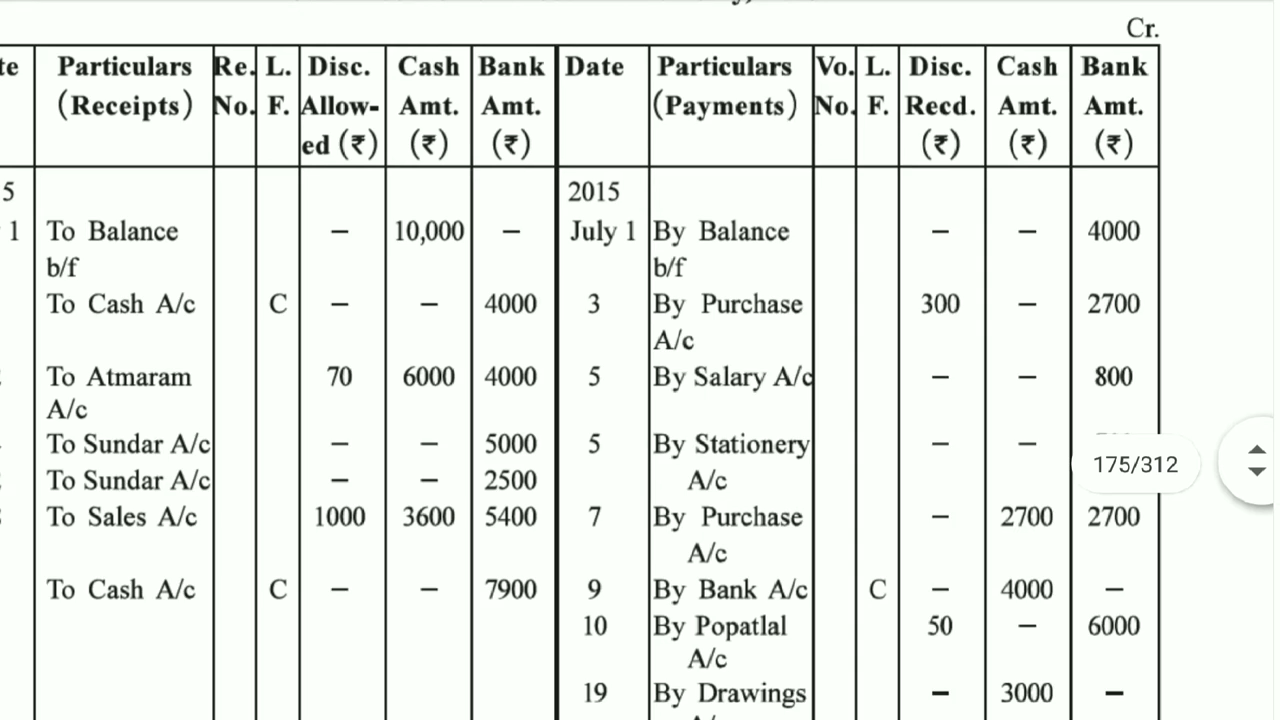 Cr.
te Particulars Re. L. Disc. Cash Bank Date Particulars Vo. L. Disc. Cash Bank
(Receipts) No. F. Allow- Amt. Amt. (Payments) No. F. Recd. Amt. Amt.
ed (₹) (₹) (₹) (₹) (₹) (₹)
5 2015
1 To Balance – 10,000 – July 1 By Balance – – 4000
b/f b/f
To Cash A/c C – – 4000 3 By Purchase 300 – 2700
A/c
To Atmaram 70 6000 4000 5 By Salary A/c – – 800
A/c
To Sundar A/c – – 5000 5 By Stationery – –
To Sundar A/c – – 2500 A/c
175/312
To Sales A/c 1000 3600 5400 7 By Purchase – 2700 2700
A/c
To Cash A/c C – – 7900 9 By Bank A/c C – 4000 –
10 By Popatlal 50 – 6000
A/c
19 By Drawings – 3000 –